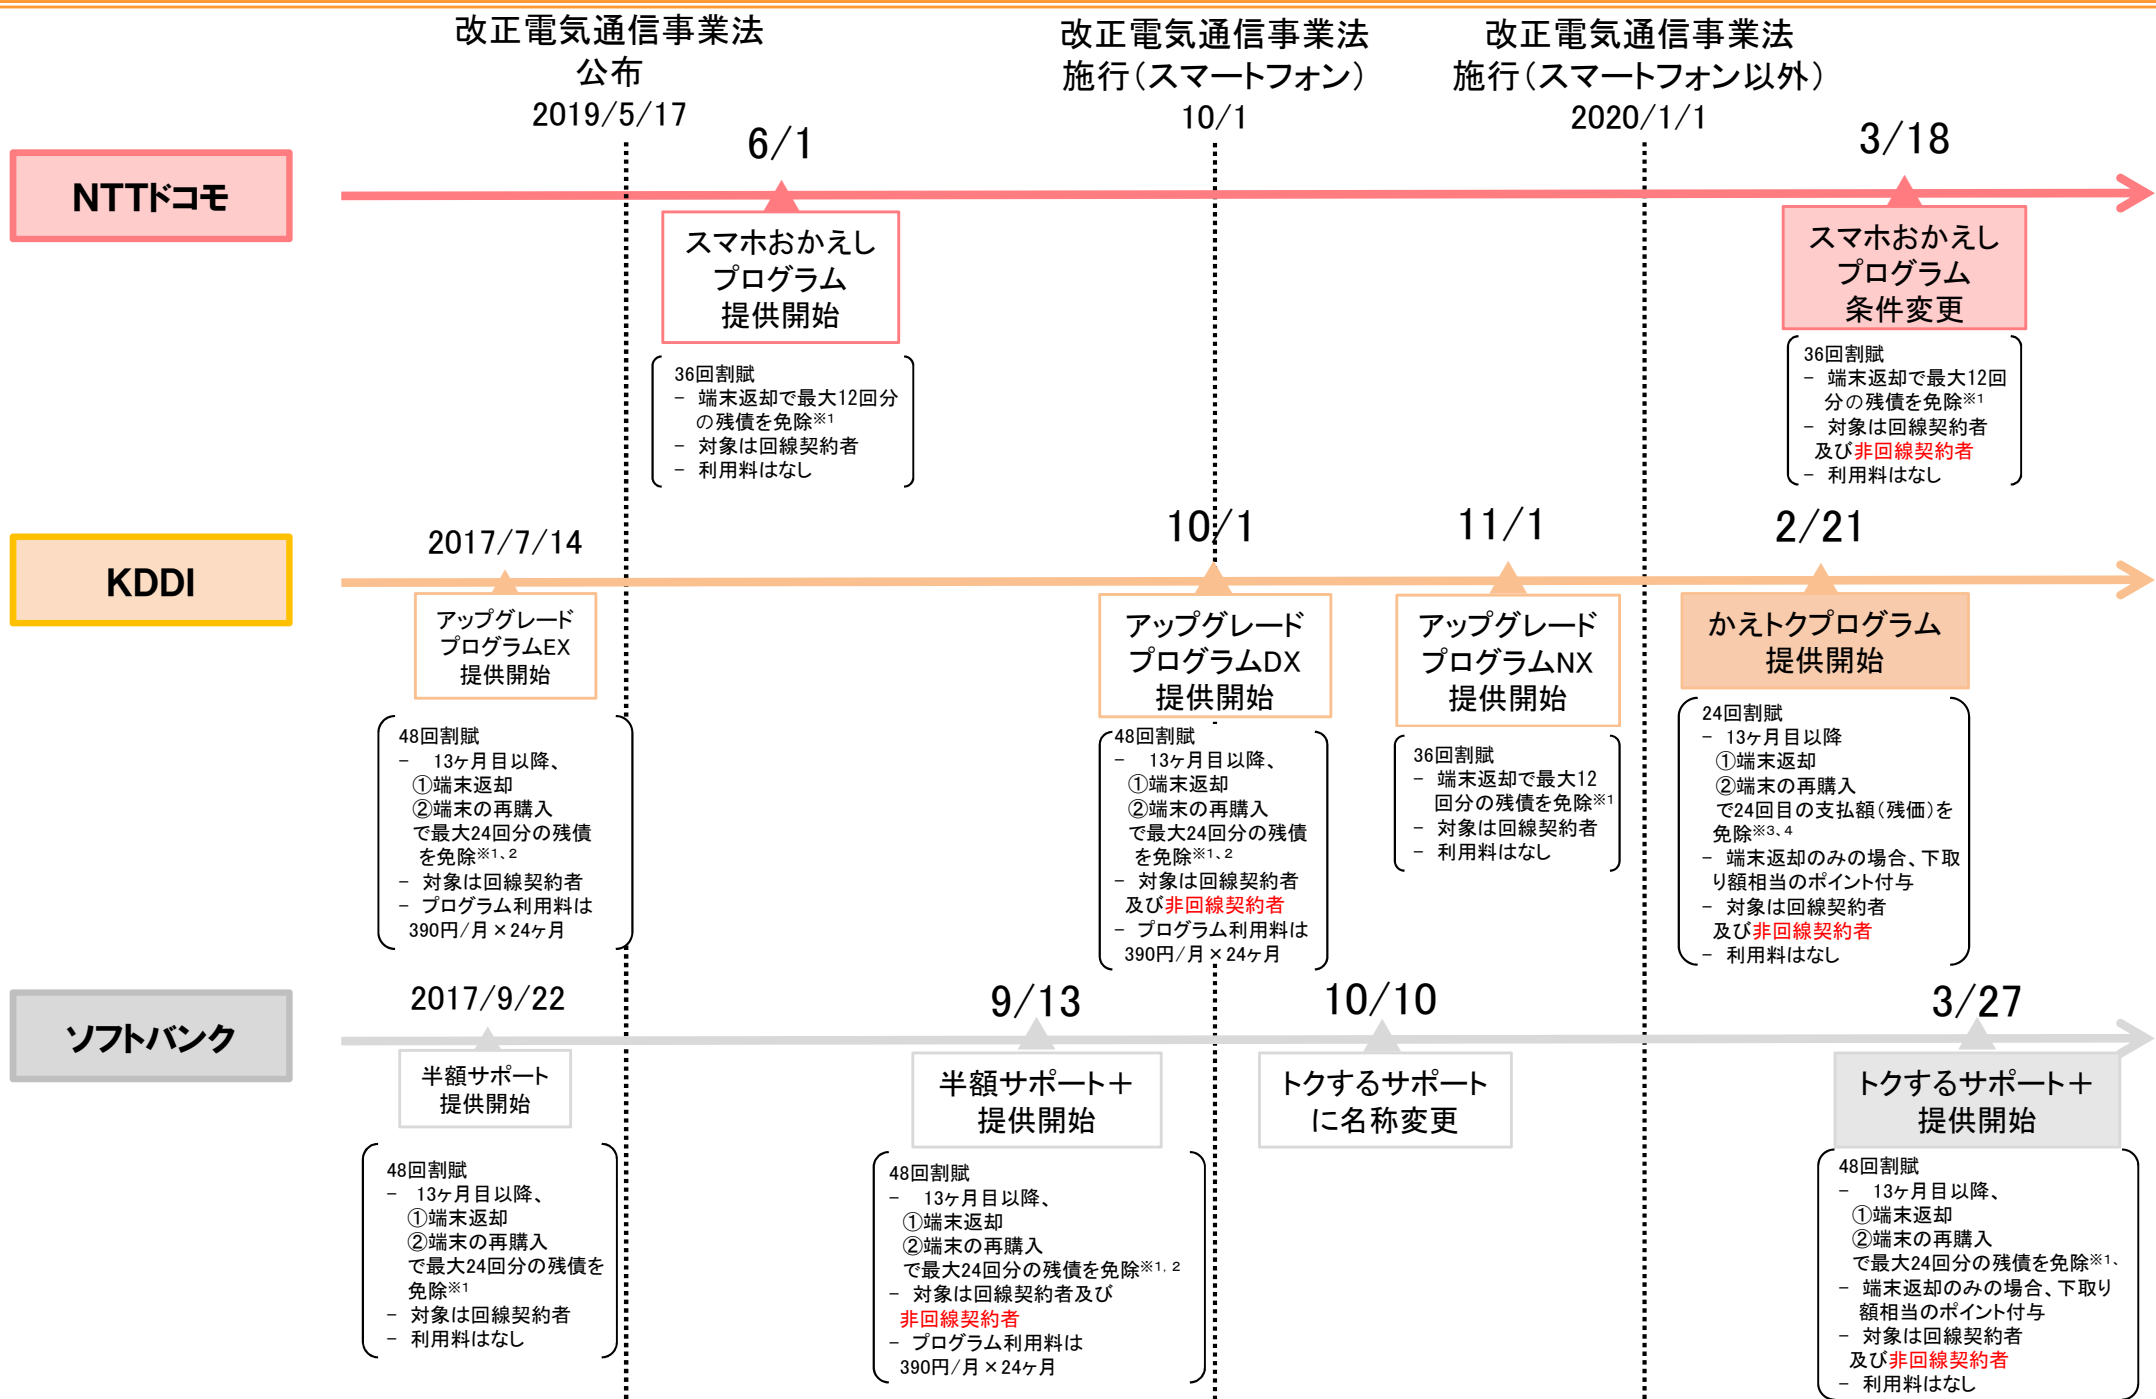 改正電気通信事業法
公布
2019/5/17
改正電気通信事業法
施行(スマートフォン)
10/1
改正電気通信事業法
施行(スマートフォン以外)
2020/1/1
NTTドコモ
6/1
スマホおかえし
プログラム
提供開始
36回割賦
- 端末返却で最大12回分
の残債を免除※1
- 対象は回線契約者
- 利用料はなし
3/18
スマホおかえし
プログラム
条件変更
36回割賦
- 端末返却で最大12回
分の残債を免除※1
- 対象は回線契約者
及び非回線契約者
- 利用料はなし
KDDI
2017/7/14
アップグレード
プログラムEX
提供開始
48回割賦
- 13ヶ月目以降、
①端末返却
②端末の再購入
で最大24回分の残債
を免除※1、2
- 対象は回線契約者
- プログラム利用料は
390円/月×24ヶ月
10/1
アップグレード
プログラムDX
提供開始
48回割賦
- 13ヶ月目以降、
①端末返却
②端末の再購入
で最大24回分の残債
を免除※1、2
- 対象は回線契約者
及び非回線契約者
- プログラム利用料は
390円/月×24ヶ月
11/1
アップグレード
プログラムNX
提供開始
36回割賦
- 端末返却で最大12
回分の残債を免除※1
- 対象は回線契約者
- 利用料はなし
2/21
かえトクプログラム
提供開始
24回割賦
- 13ヶ月目以降
①端末返却
②端末の再購入
で24回目の支払額(残価)を
免除※3、4
- 端末返却のみの場合、下取
り額相当のポイント付与
- 対象は回線契約者
及び非回線契約者
- 利用料はなし
ソフトバンク
2017/9/22
半額サポート
提供開始
48回割賦
- 13ヶ月目以降、
①端末返却
②端末の再購入
で最大24回分の残債を
免除※1
- 対象は回線契約者
- 利用料はなし
9/13
半額サポート+
提供開始
48回割賦
- 13ヶ月目以降、
①端末返却
②端末の再購入
で最大24回分の残債を免除※1, 2
- 対象は回線契約者及び
非回線契約者
- プログラム利用料は
390円/月×24ヶ月
10/10
トクするサポート
に名称変更
3/27
トクするサポート+
提供開始
48回割賦
- 13ヶ月目以降、
①端末返却
②端末の再購入
で最大24回分の残債を免除※1、
- 端末返却のみの場合、下取り
額相当のポイント付与
- 対象は回線契約者
及び非回線契約者
- 利用料はなし